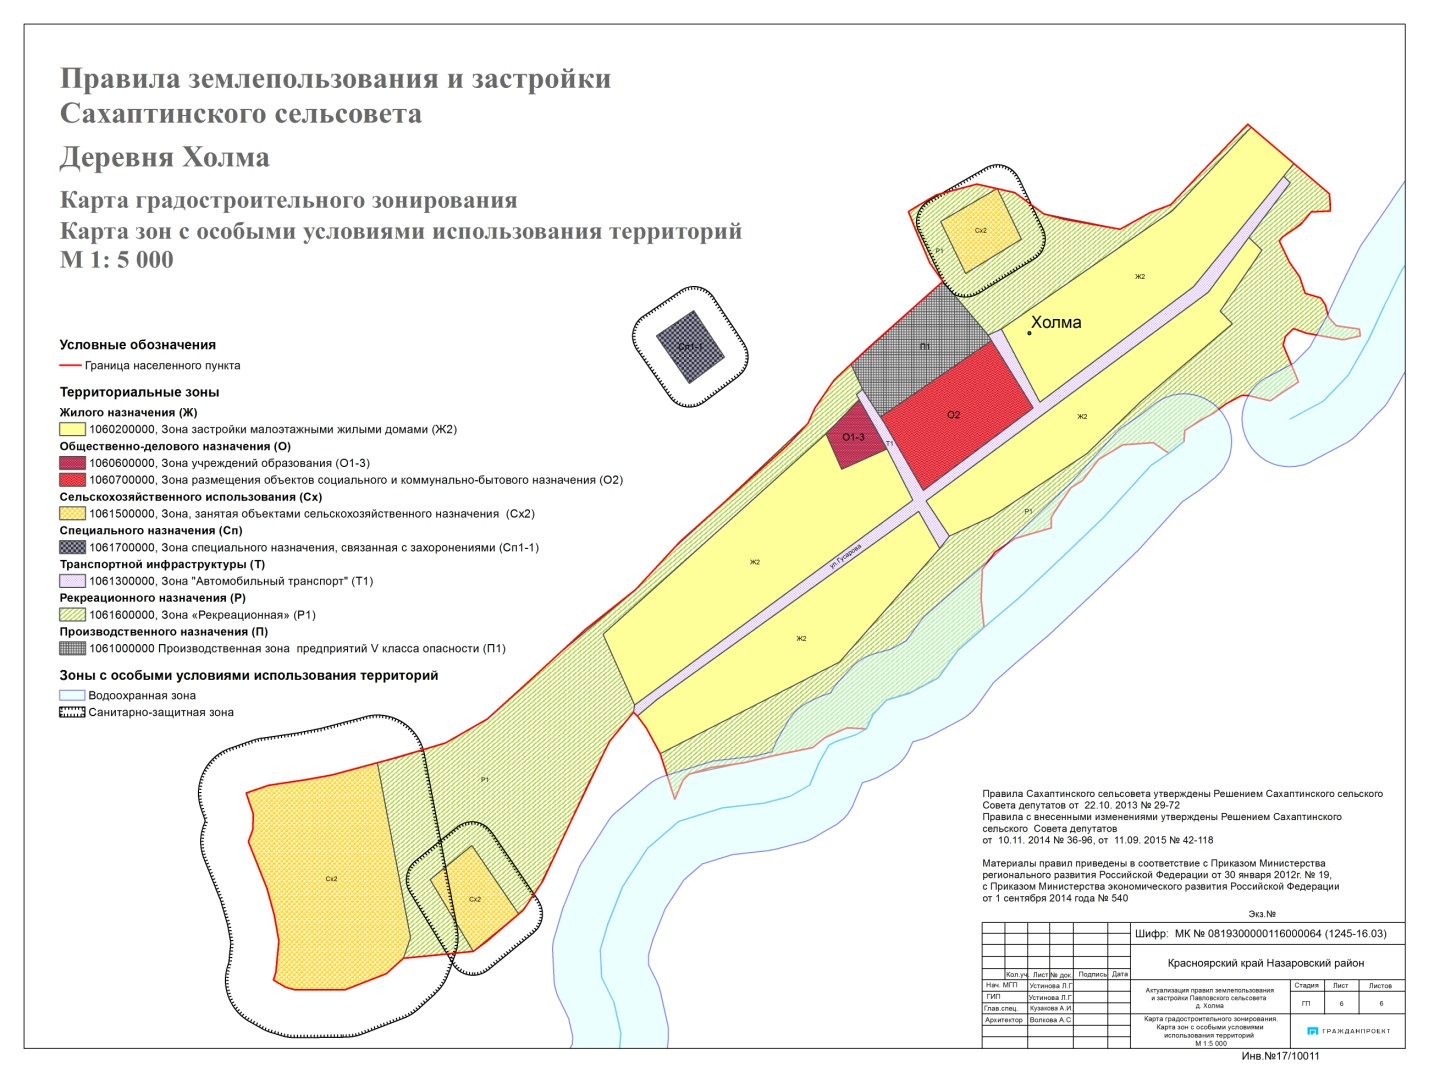 Правила землепользования и застройки
Сахаптинского сельсовета
Деревня Холма
Карта градостроительного зонирования
Карта зон с особыми условиями использования территорий
М 1: 5 000
Условные обозначения
Граница населенного пункта
Территориальные зоны
Жилого назначения (Ж)
1060200000, Зона застройки малоэтажными жилыми домами (Ж2)
Общественно-делового назначения (О)
1060600000, Зона учреждений образования (О1-3)
1060700000, Зона размещения объектов социального и коммунально-бытового назначения (О2)
Сельскохозяйственного использования (Сх)
1061500000, Зона, занятая объектами сельскохозяйственного назначения (Сх2)
Специального назначения (Сп)
1061700000, Зона специального назначения, связанная с захоронениями (Сп1-1)
Транспортной инфраструктуры (Т)
1061300000, Зона "Автомобильный транспорт" (Т1)
Рекреационного назначения (Р)
1061600000, Зона «Рекреационная» (Р1)
Производственного назначения (П)
1061000000 Производственная зона предприятий V класса опасности (П1)
Зоны с особыми условиями использования территорий
Водоохранная зона
Санитарно-защитная зона
Сх2
Р1
Ж2
Холма
Сп1-1
П1
О2
Ж2
О1-3
Т1
Р1
Ж2
ул.Гусарова
Ж2
Р1
Сх2
Сх2
Правила Сахаптинского сельсовета утверждены Решением Сахаптинского сельского
Совета депутатов от 22.10. 2013 № 29-72
Правила с внесенными изменениями утверждены Решением Сахаптинского
сельского Совета депутатов
от 10.11. 2014 № 36-96, от 11.09. 2015 № 42-118
Материалы правил приведены в соответствие с Приказом Министерства
регионального развития Российской Федерации от 30 января 2012г. № 19,
с Приказом Министерства экономического развития Российской Федерации
от 1 сентября 2014 года № 540
Экз.№
Шифр: МК № 0819300000116000064 (1245-16.03)
Красноярский край Назаровский район
Кол.уч. Лист № док. Подпись Дата
Нач. МГП Устинова Л.Г
ГИП Устинова Л.Г
Глав.спец. Кузакова А.И.
Архитектор Волкова А.С
Актуализация правил землепользования
и застройки Павловского сельсовета
д. Холма
Стадия Лист Листов
ГП 6 6
Карта градостроительного зонирования.
Карта зон с особыми условиями
использования территорий
М 1:5 000
ГРАЖДАНПРОЕКТ
Инв.№17/10011